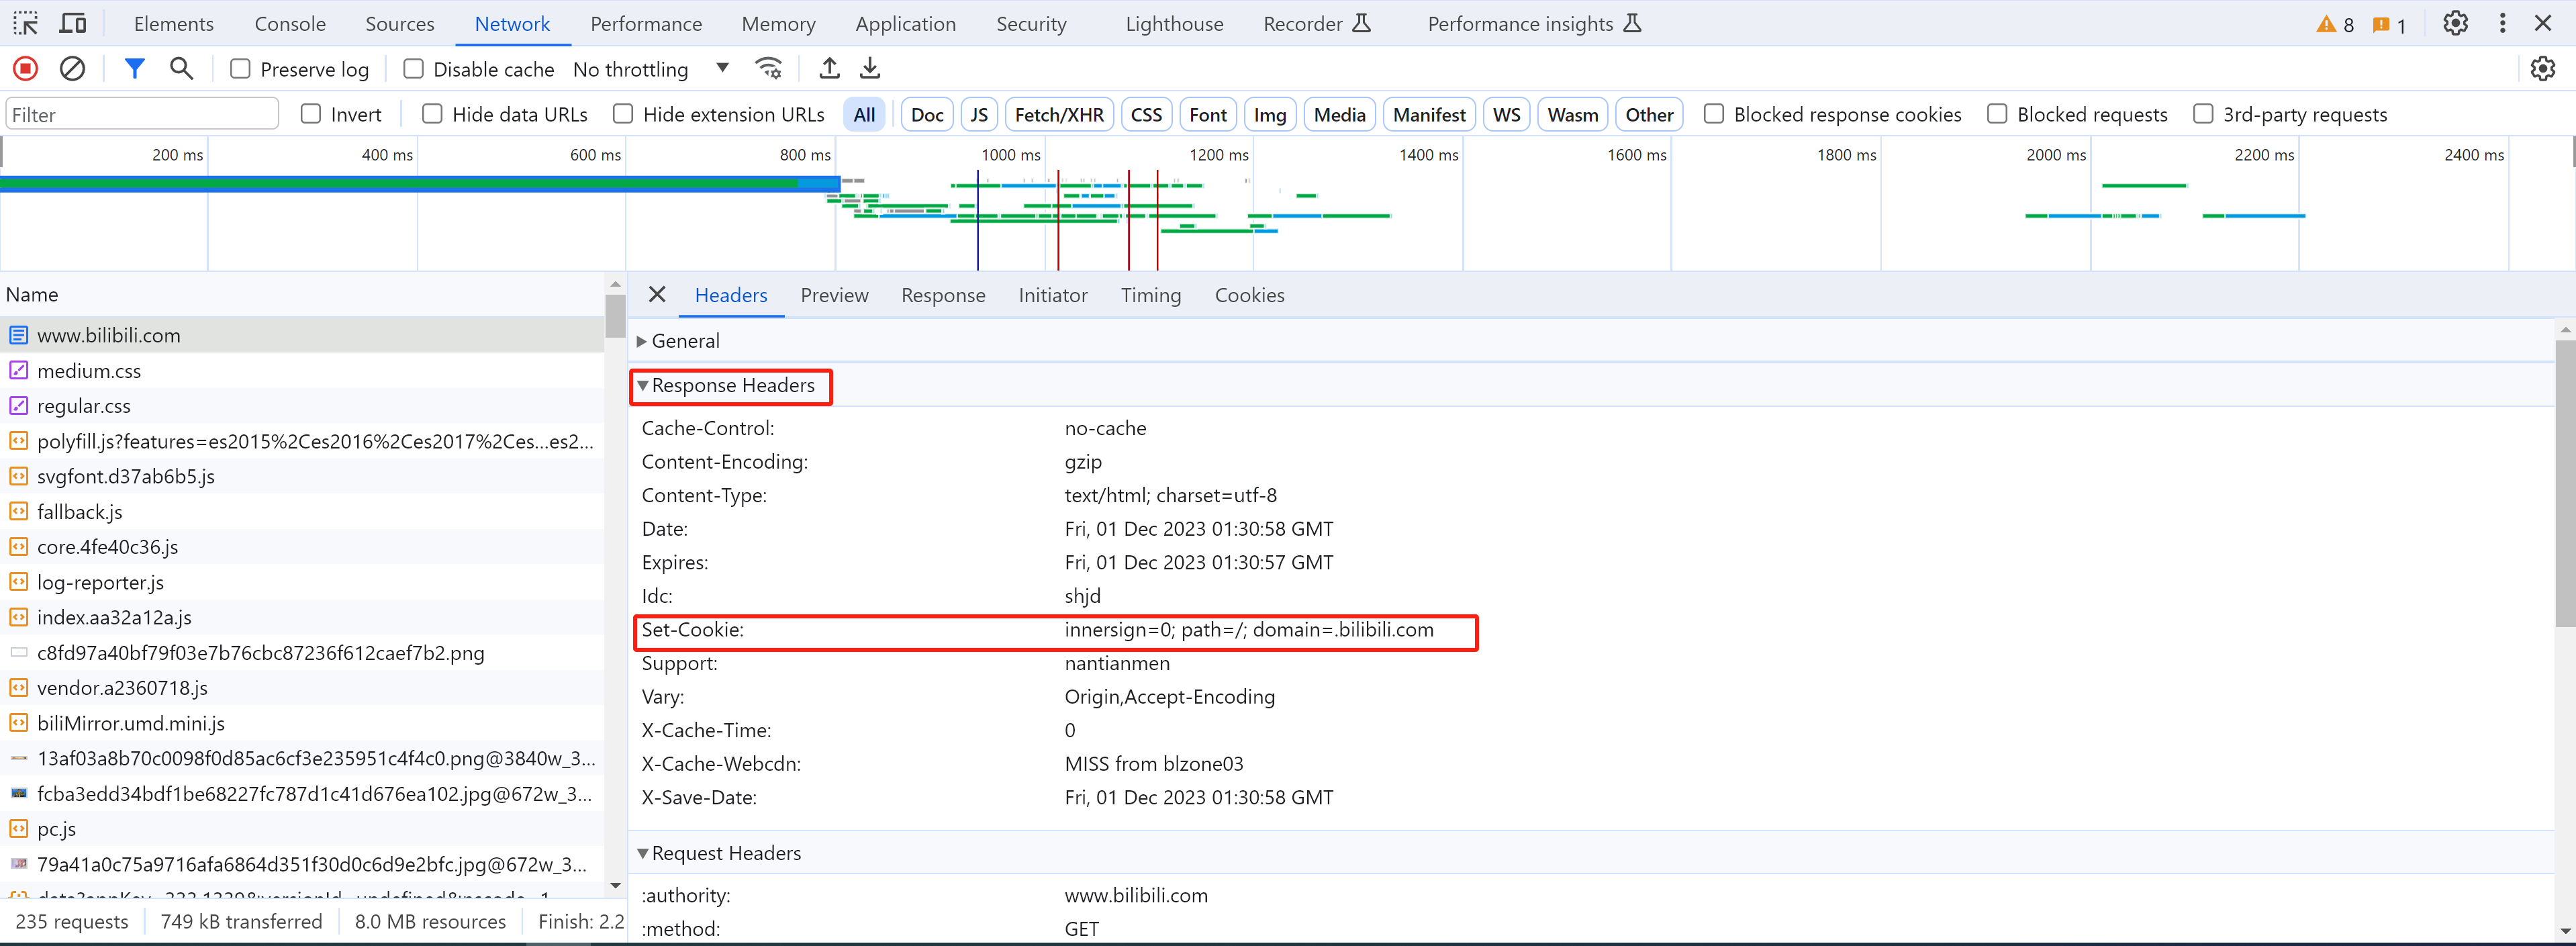 Elements Console Sources Network Performance Memory Application Security Lighthouse Recorder Performance insights 8 1
Preserve log Disable cache No throttling
Filter Invert Hide data URLs Hide extension URLs All Doc JS Fetch/XHR CSS Font Img Media Manifest WS Wasm Other Blocked response cookies Blocked requests 3rd-party requests
200 ms 400 ms 600 ms 800 ms 1000 ms 1200 ms 1400 ms 1600 ms 1800 ms 2000 ms 2200 ms 2400 ms
Name
www.bilibili.com
medium.css
regular.css
polyfill.js?features=es2015%2Ces2016%2Ces2017%2Ces...es2...
svgfont.d37ab6b5.js
fallback.js
core.4fe40c36.js
log-reporter.js
index.aa32a12a.js
c8fd97a40bf79f03e7b76cbc87236f612caef7b2.png
vendor.a2360718.js
biliMirror.umd.mini.js
13af03a8b70c0098f0d85ac6cf3e235951c4f4c0.png@3840w_3...
fcba3edd34bdf1be68227fc787d1c41d676ea102.jpg@672w_3...
pc.js
79a41a0c75a9716afa6864d351f30d0c6d9e2bfc.jpg@672w_3...
235 requests 749 kB transferred 8.0 MB resources Finish: 2.2
Headers Preview Response Initiator Timing Cookies
General
Response Headers
Cache-Control: no-cache
Content-Encoding: gzip
Content-Type: text/html; charset=utf-8
Date: Fri, 01 Dec 2023 01:30:58 GMT
Expires: Fri, 01 Dec 2023 01:30:57 GMT
Idc: shjd
Set-Cookie: innersign=0; path=/; domain=.bilibili.com
Support: nantianmen
Vary: Origin,Accept-Encoding
X-Cache-Time: 0
X-Cache-Webcdn: MISS from blzone03
X-Save-Date: Fri, 01 Dec 2023 01:30:58 GMT
Request Headers
:authority: www.bilibili.com
:method: GET